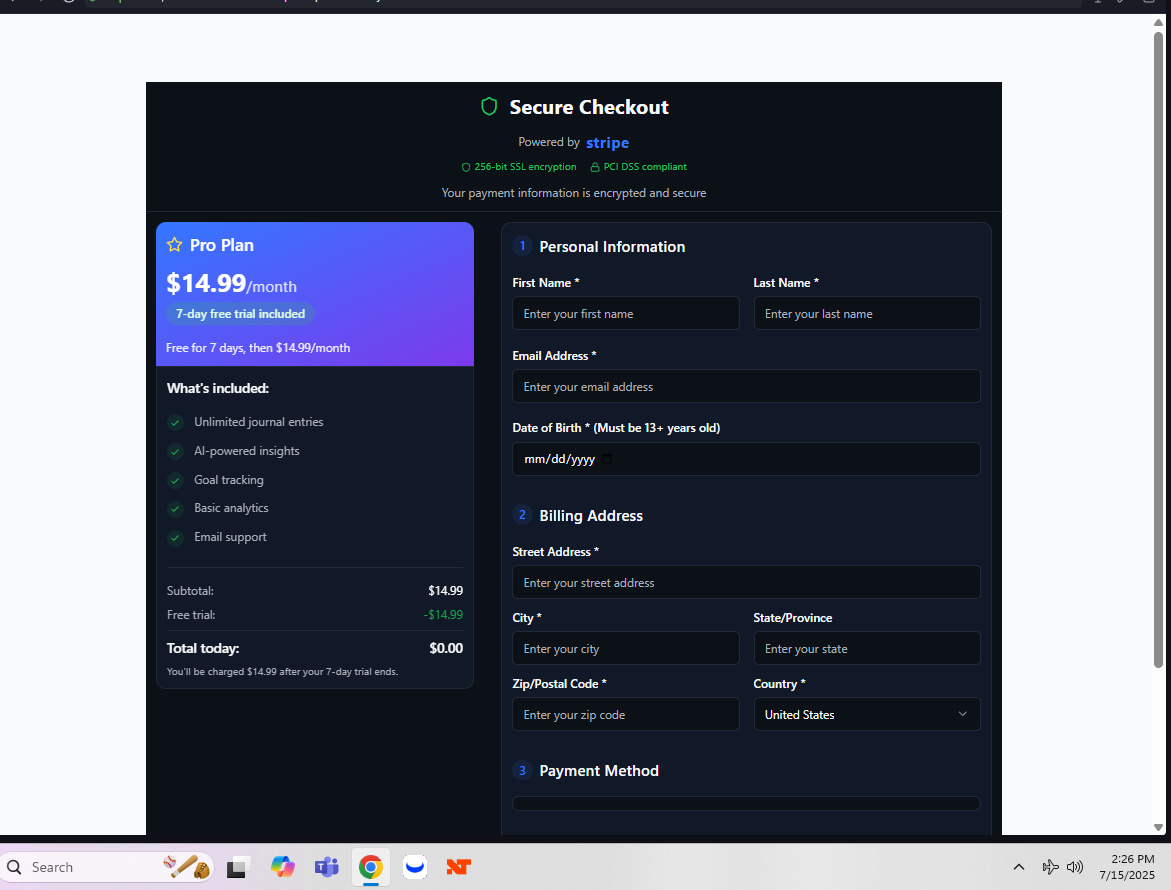 Secure Checkout
Powered by stripe
256-bit SSL encryption PCI DSS compliant
Your payment information is encrypted and secure
Pro Plan
$14.99/month
7-day free trial included
Free for 7 days, then $14.99/month
What's included:
Unlimited journal entries
AI-powered insights
Goal tracking
Basic analytics
Email support
Subtotal: $14.99
Free trial: -$14.99
Total today: $0.00
You'll be charged $14.99 after your 7-day trial ends.
1 Personal Information
First Name * Last Name *
Enter your first name Enter your last name
Email Address *
Enter your email address
Date of Birth * (Must be 13+ years old)
mm/dd/yyyy
2 Billing Address
Street Address *
Enter your street address
City * State/Province
Enter your city Enter your state
Zip/Postal Code * Country *
Enter your zip code United States
3 Payment Method
Search
2:26 PM
7/15/2025